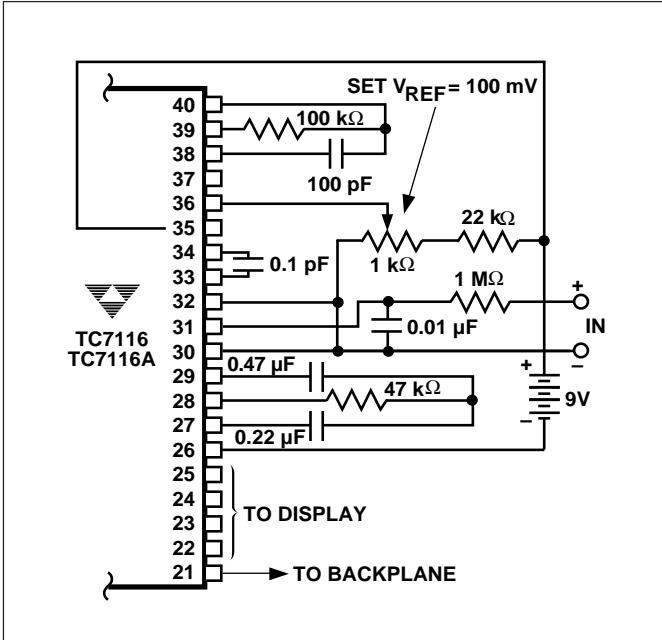 SET VREF = 100 mV
40
39
100 kΩ
38
100 pF
37
36
22 kΩ
35
1 kΩ
34
0.1 pF
33
32
1 MΩ
+
31
0.01 µF
IN
TC7116
TC7116A
30
–
29
0.47 µF
+
28
47 kΩ
9V
27
0.22 µF
–
26
25
24
TO DISPLAY
23
22
21
TO BACKPLANE